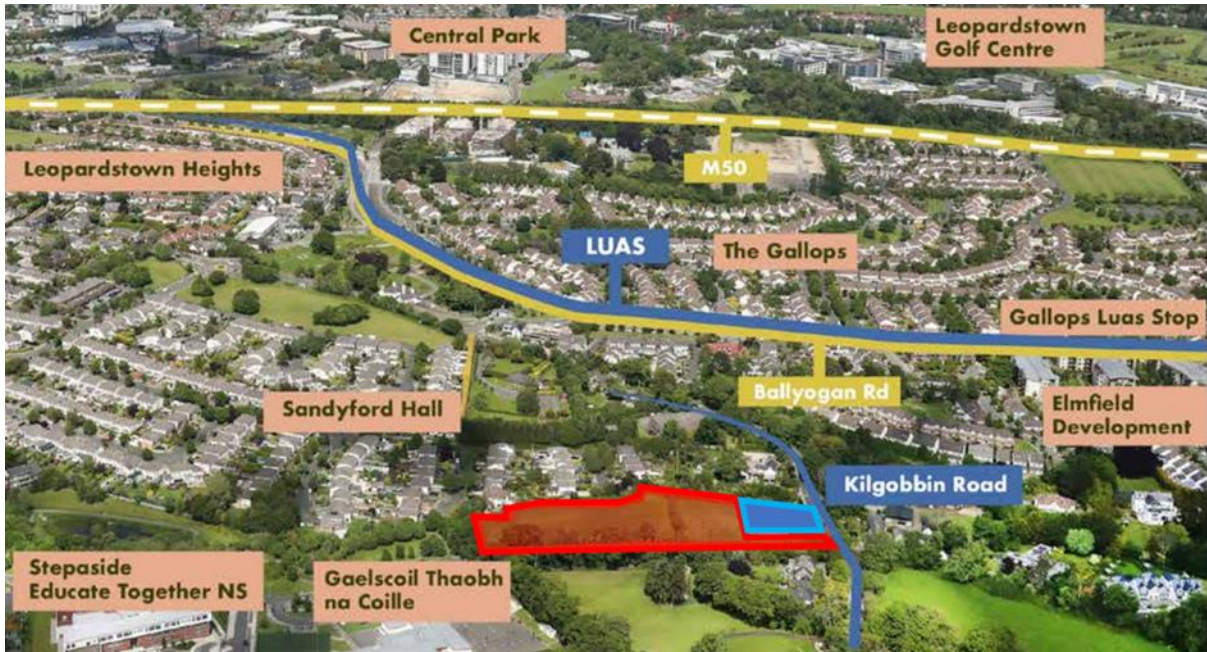 Central Park
Leopardstown
Golf Centre
M50
Leopardstown Heights
LUAS
The Gallops
Gallops Luas Stop
Ballyogan Rd
Sandyford Hall
Elmfield
Development
Kilgobbin Road
Stepaside
Educate Together NS
Gaelscoil Thaobh
na Coille